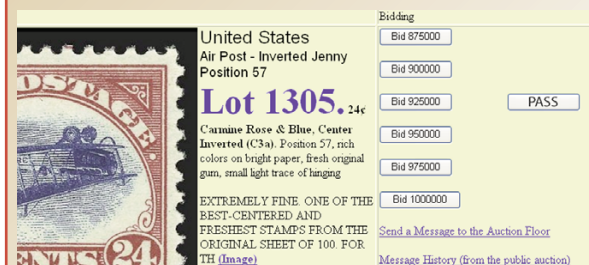 POSTAGE
CENTS 24
United States
Air Post - Inverted Jenny
Position 57
Lot 1305. 24¢
Carmine Rose & Blue, Center
Inverted (C3a). Position 57, rich
colors on bright paper, fresh original
gum, small light trace of hinging
EXTREMELY FINE. ONE OF THE
BEST-CENTERED AND
FRESHEST STAMPS FROM THE
ORIGINAL SHEET OF 100. FOR
TH (Image)
Bidding
Bid 875000
Bid 900000
Bid 925000
PASS
Bid 950000
Bid 975000
Bid 1000000
Send a Message to the Auction Floor
Message History (from the public auction)